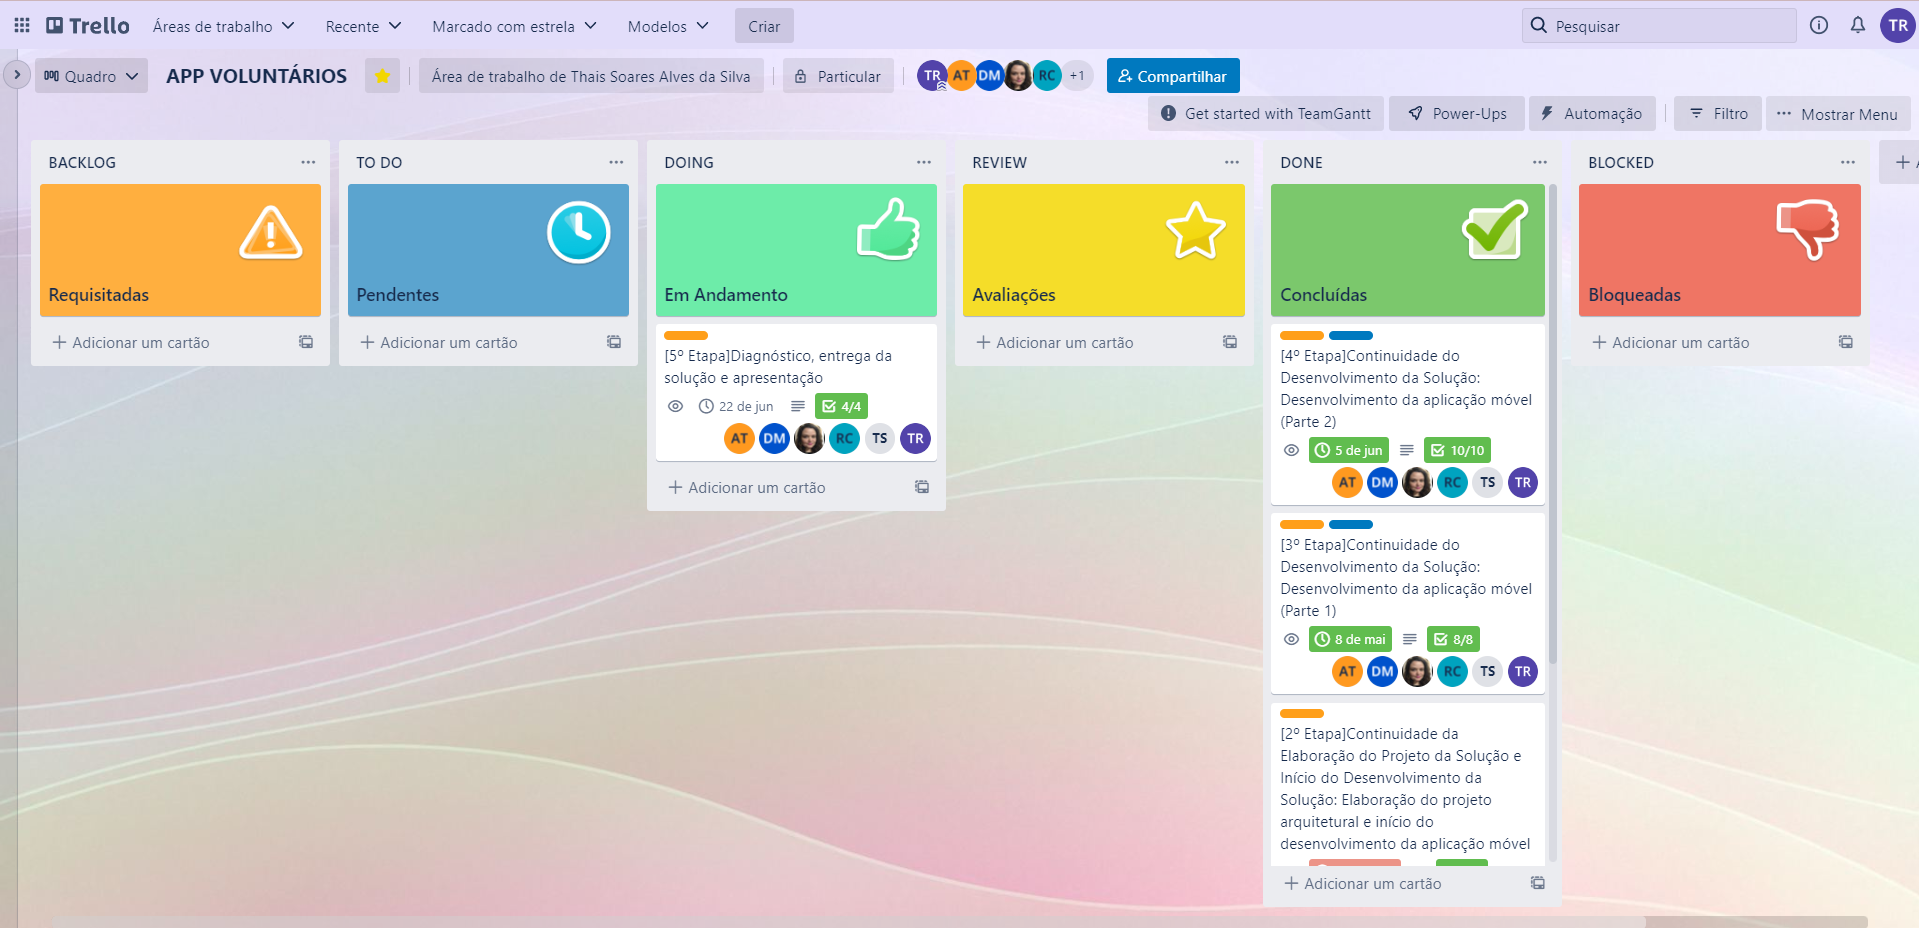 Trello
Áreas de trabalho
Recente
Marcado com estrela
Modelos
Criar
Pesquisar
TR
Quadro
APP VOLUNTÁRIOS
Área de trabalho de Thais Soares Alves da Silva
Particular
TR AT DM RC +1
Compartilhar
Get started with TeamGantt
Power-Ups
Automação
Filtro
Mostrar Menu
BACKLOG
Requisitadas
Adicionar um cartão
TO DO
Pendentes
Adicionar um cartão
DOING
Em Andamento
[5º Etapa]Diagnóstico, entrega da
solução e apresentação
22 de jun 4/4
AT DM RC TS TR
Adicionar um cartão
REVIEW
Avaliações
Adicionar um cartão
DONE
Concluídas
[4º Etapa]Continuidade do
Desenvolvimento da Solução:
Desenvolvimento da aplicação móvel
(Parte 2)
5 de jun 10/10
AT DM RC TS TR
[3º Etapa]Continuidade do
Desenvolvimento da Solução:
Desenvolvimento da aplicação móvel
(Parte 1)
8 de mai 8/8
AT DM RC TS TR
[2º Etapa]Continuidade da
Elaboração do Projeto da Solução e
Início do Desenvolvimento da
Solução: Elaboração do projeto
arquitetural e início do
desenvolvimento da aplicação móvel
Adicionar um cartão
BLOCKED
Bloqueadas
Adicionar um cartão